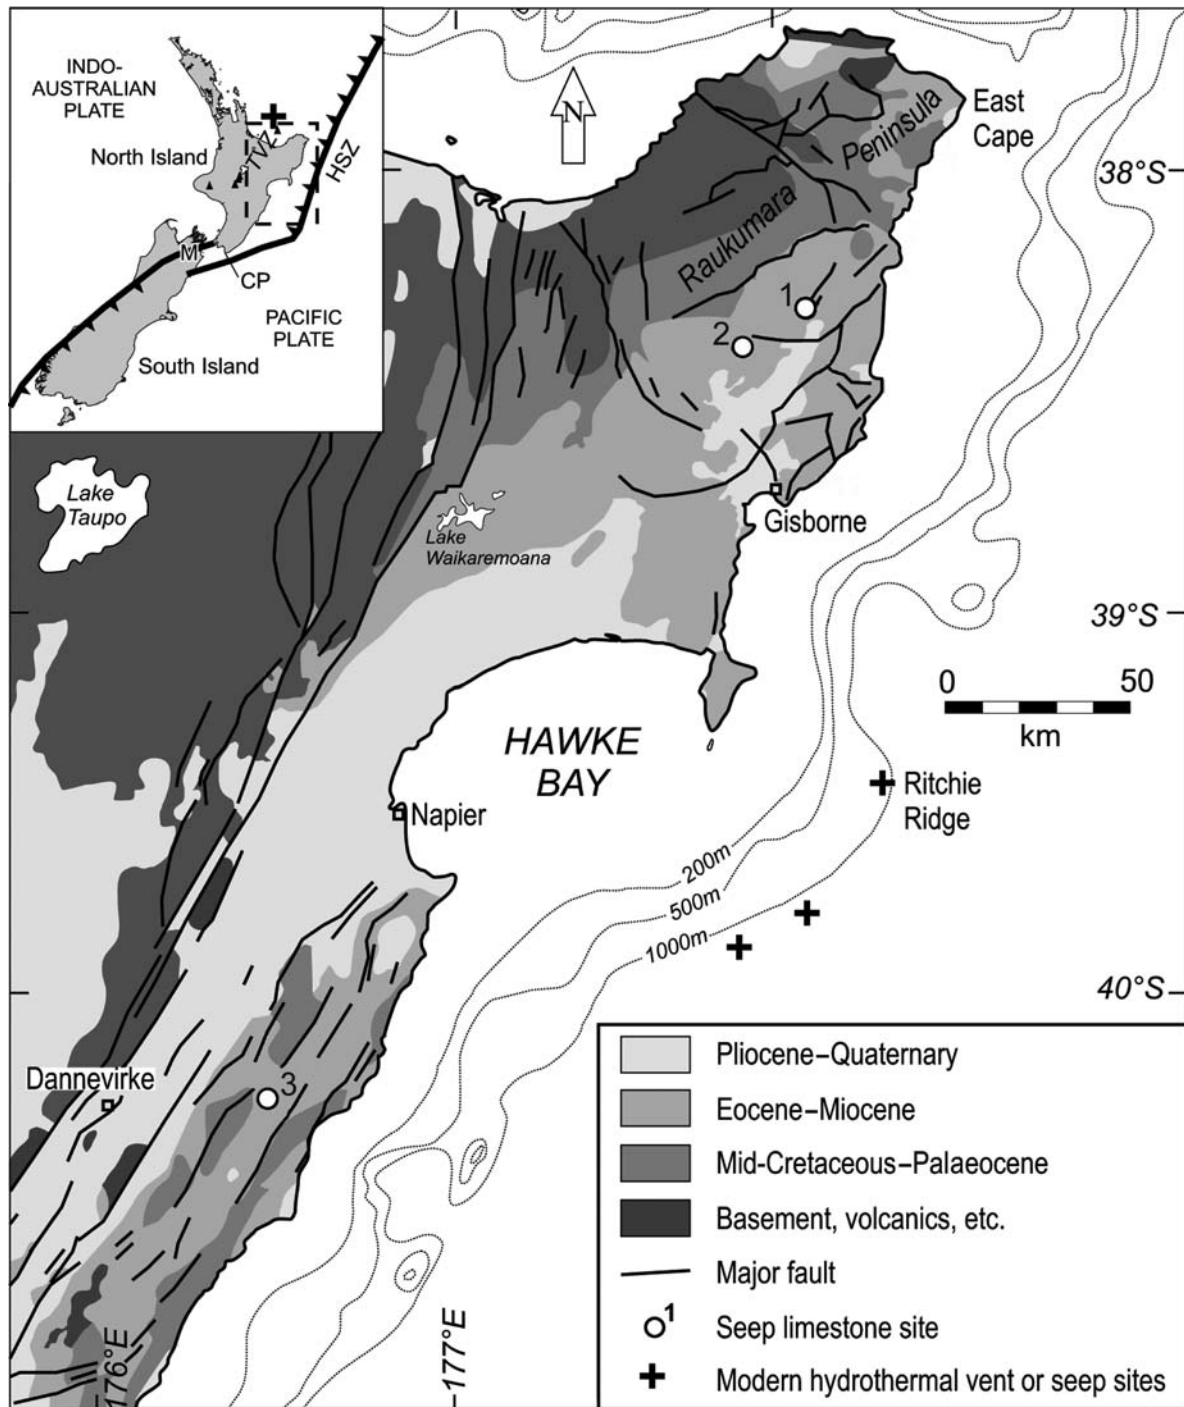 INDO-
AUSTRALIAN
PLATE
North Island
TVZ
HSZ
M
CP
PACIFIC
PLATE
South Island
N
East
Cape
Peninsula
Raukumara
38°S
1
2
Lake
Taupo
Lake
Waikaremoana
Gisborne
39°S
0 50
km
HAWKE
BAY
Ritchie
Ridge
Napier
200m
500m
1000m
40°S
Dannevirke
3
176°E
177°E
Pliocene–Quaternary
Eocene–Miocene
Mid-Cretaceous–Palaeocene
Basement, volcanics, etc.
Major fault
1 Seep limestone site
Modern hydrothermal vent or seep sites